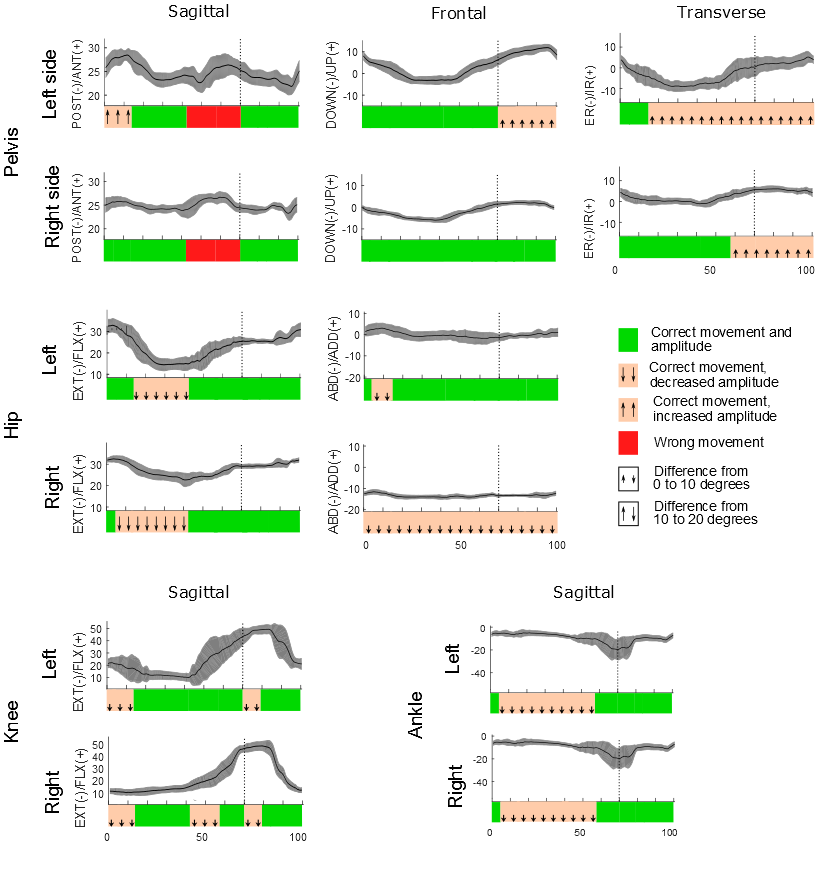 Sagittal
Frontal
Transverse
Pelvis
Left side
POST(-)/ANT(+)
30
25
20
DOWN(-)/UP(+)
10
0
-10
ER(-)/IR(+)
10
0
-10
Right side
POST(-)/ANT(+)
30
25
20
DOWN(-)/UP(+)
10
0
-10
ER(-)/IR(+)
10
0
-10
0
50
100
Hip
Left
EXT(-)/FLX(+)
30
20
10
ABD(-)/ADD(+)
10
0
-10
-20
Correct movement and
amplitude
Correct movement,
decreased amplitude
Correct movement,
increased amplitude
Wrong movement
Difference from
0 to 10 degrees
Difference from
10 to 20 degrees
Right
EXT(-)/FLX(+)
30
20
10
ABD(-)/ADD(+)
10
0
-10
-20
0
50
100
Sagittal
Sagittal
Knee
Left
EXT(-)/FLX(+)
50
40
30
20
10
Ankle
Left
0
-20
-40
Right
EXT(-)/FLX(+)
50
40
30
20
10
0
50
100
Right
0
-20
-40
0
50
100